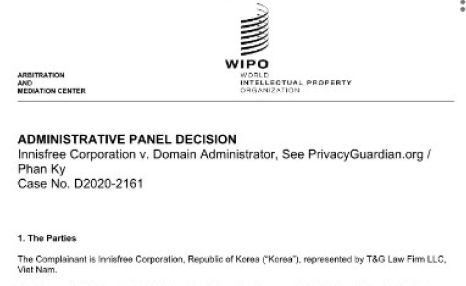 WIPO
WORLD
INTELLECTUAL PROPERTY
ORGANIZATION
ARBITRATION
AND
MEDIATION CENTER
ADMINISTRATIVE PANEL DECISION
Innisfree Corporation v. Domain Administrator, See PrivacyGuardian.org /
Phan Ky
Case No. D2020-2161
1. The Parties
The Complainant is Innisfree Corporation, Republic of Korea (“Korea”), represented by T&G Law Firm LLC,
Viet Nam.